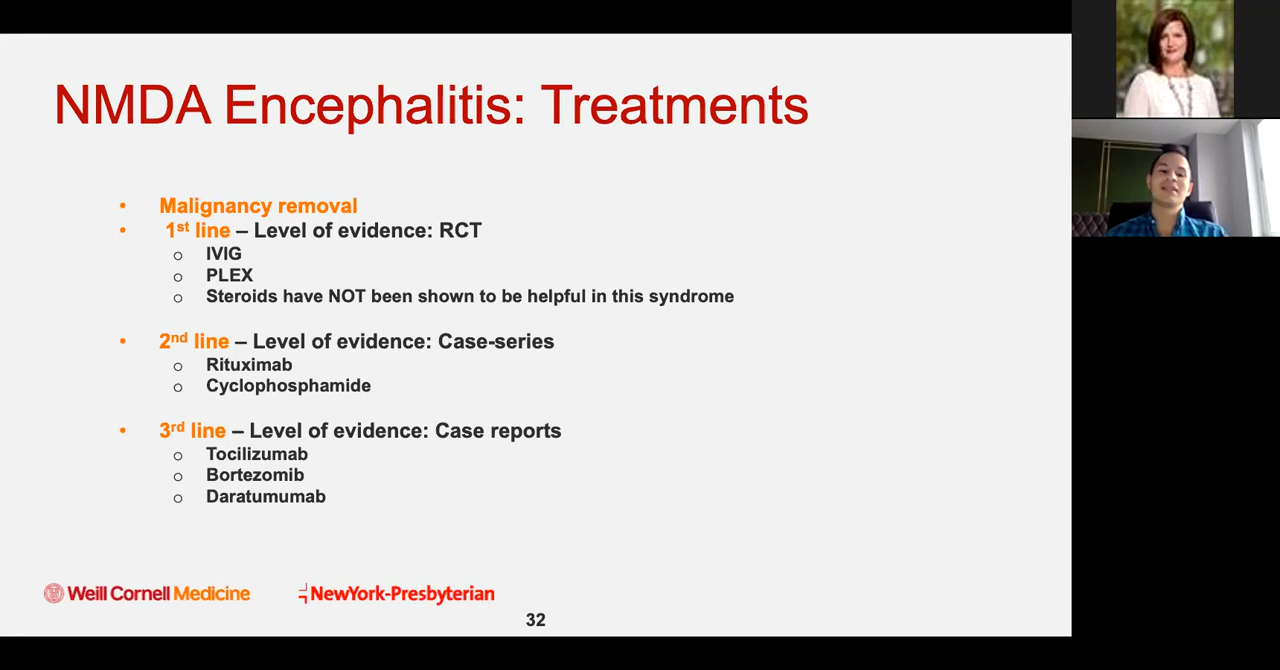 NMDA Encephalitis: Treatments
• Malignancy removal
• 1st line – Level of evidence: RCT
o IVIG
o PLEX
o Steroids have NOT been shown to be helpful in this syndrome
• 2nd line – Level of evidence: Case-series
o Rituximab
o Cyclophosphamide
• 3rd line – Level of evidence: Case reports
o Tocilizumab
o Bortezomib
o Daratumumab
Weill Cornell Medicine
NewYork-Presbyterian
32